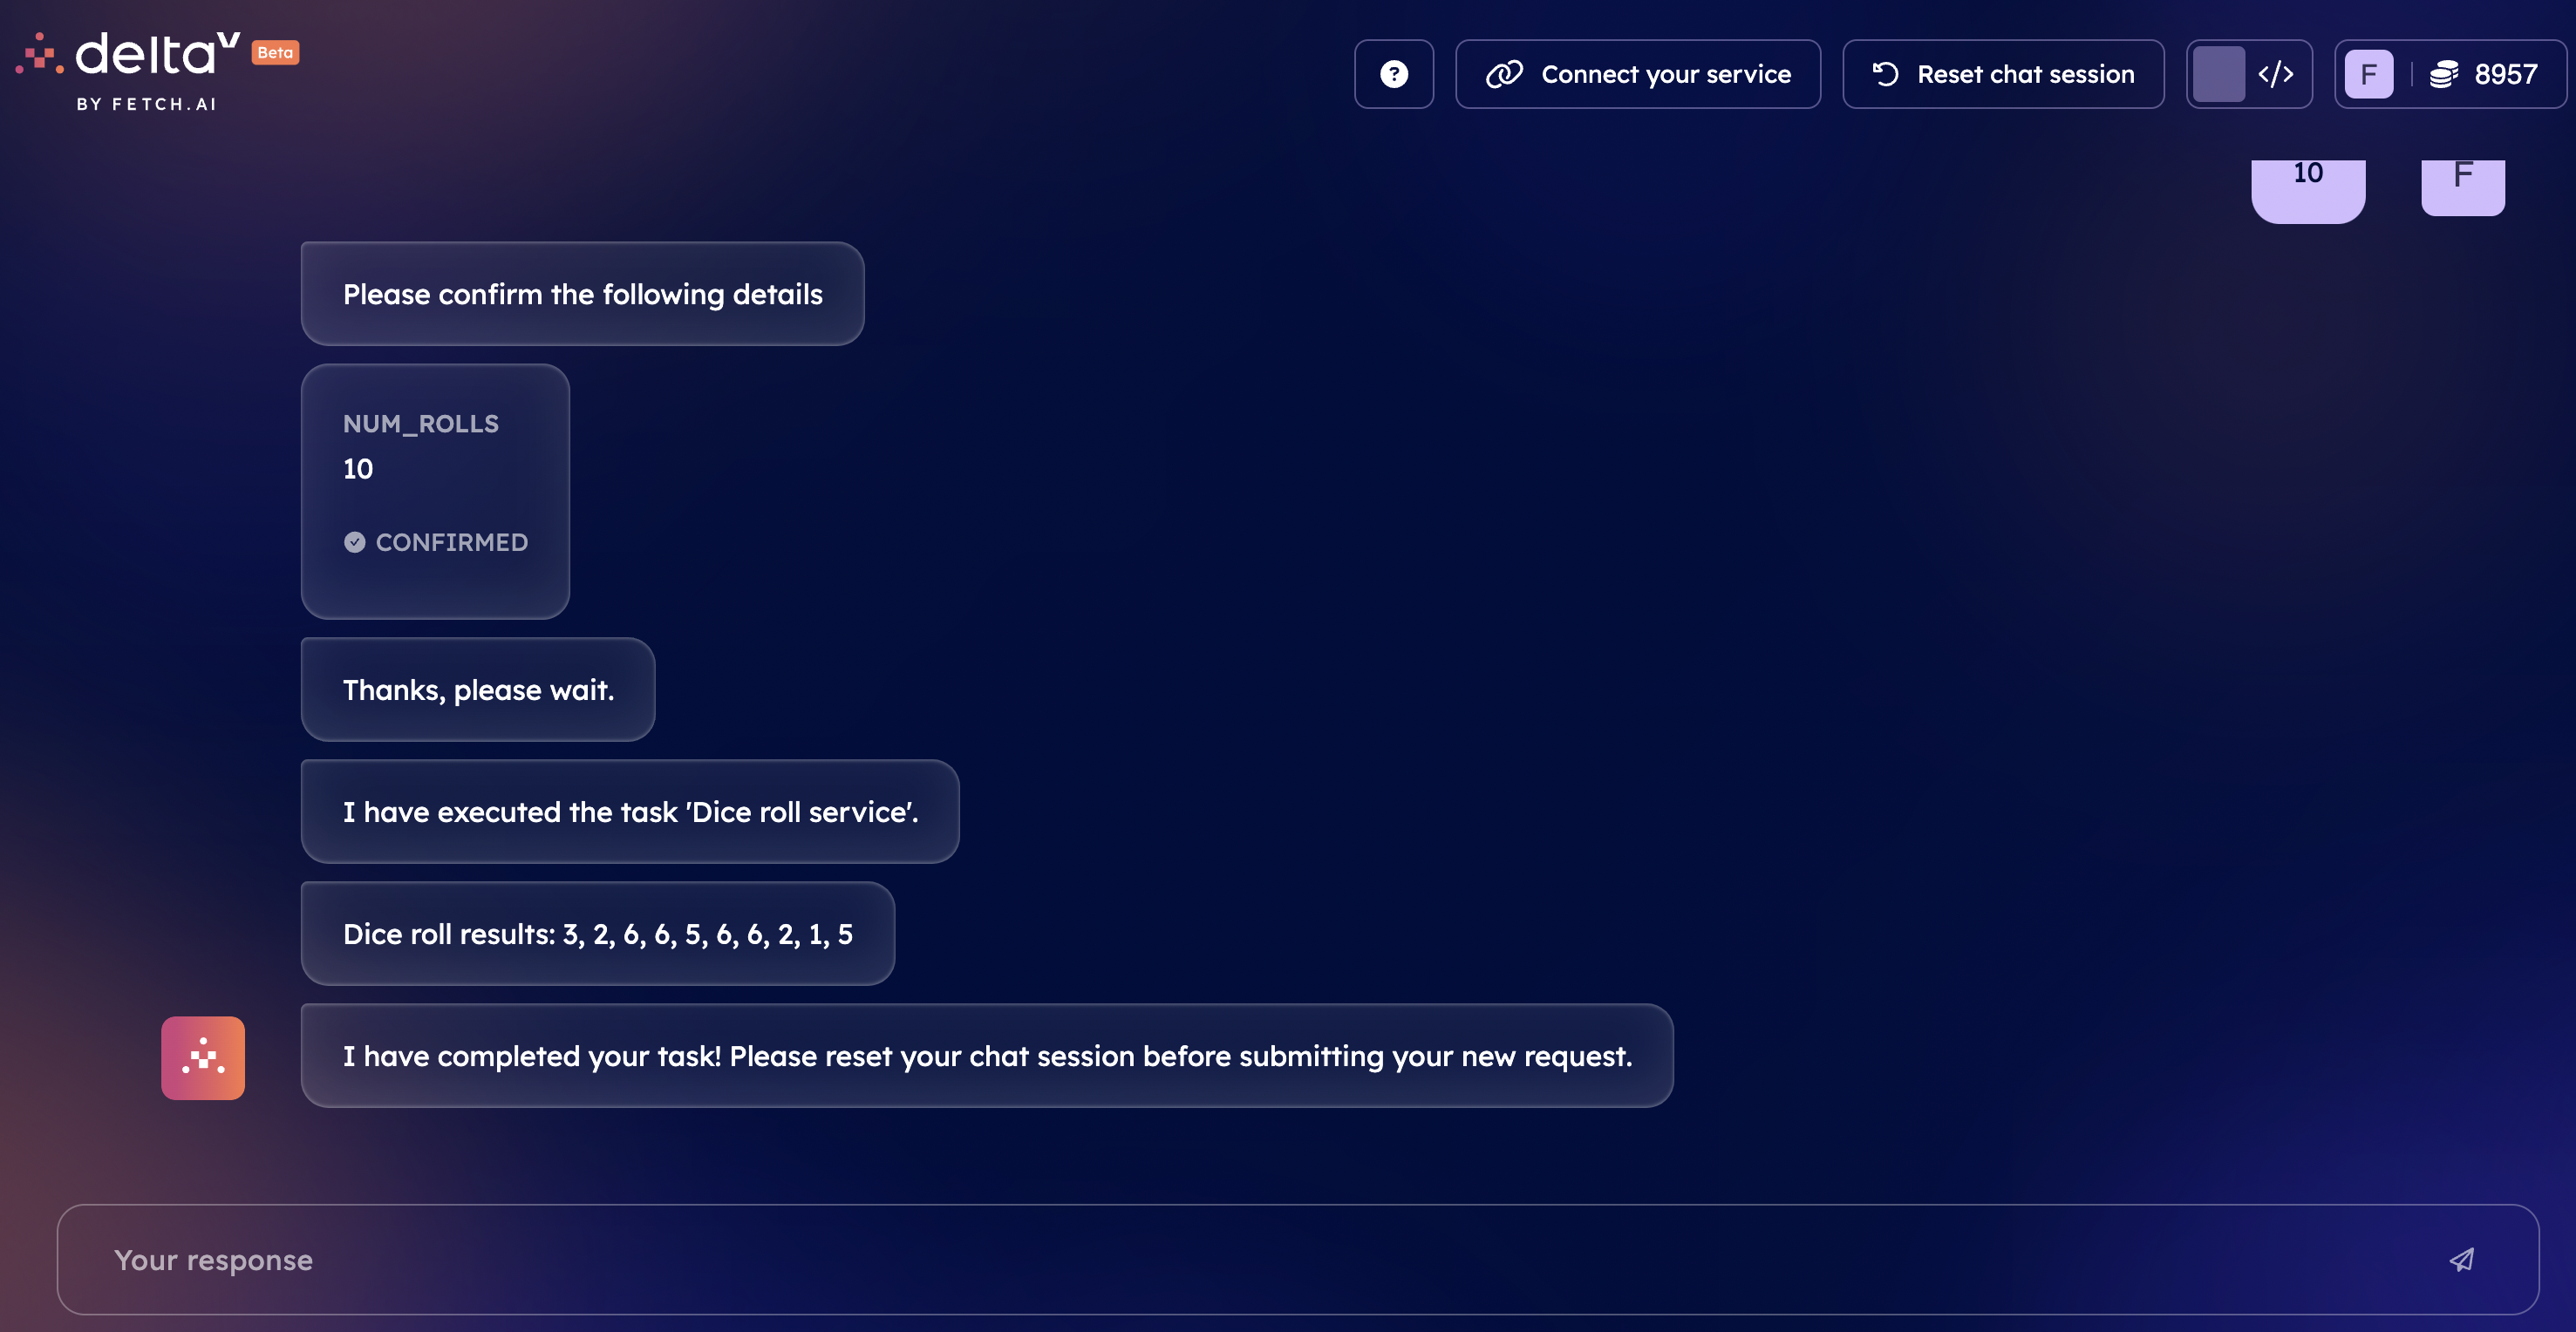 deltaV Beta
BY FETCH.AI
?
Connect your service
Reset chat session
</>
F
8957
10
F
Please confirm the following details
NUM_ROLLS
10
CONFIRMED
Thanks, please wait.
I have executed the task 'Dice roll service'.
Dice roll results: 3, 2, 6, 6, 5, 6, 6, 2, 1, 5
I have completed your task! Please reset your chat session before submitting your new request.
Your response